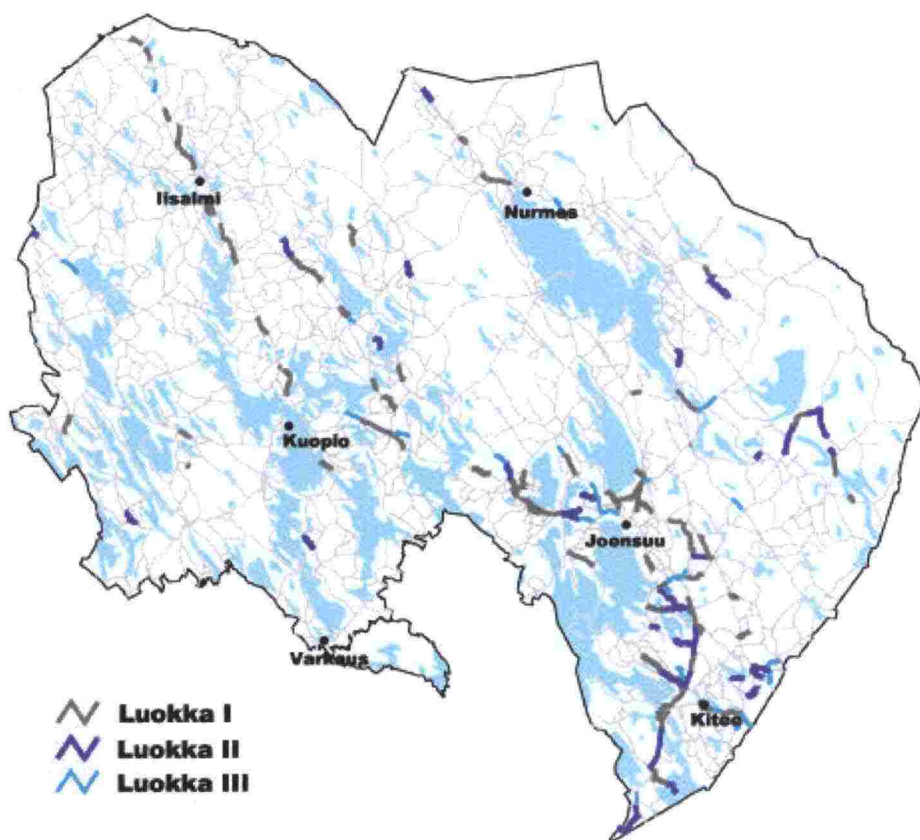 Iisalmi
Nurmes
Kuopio
Joensuu
Varkaus
Kitee
Luokka I
Luokka II
Luokka III